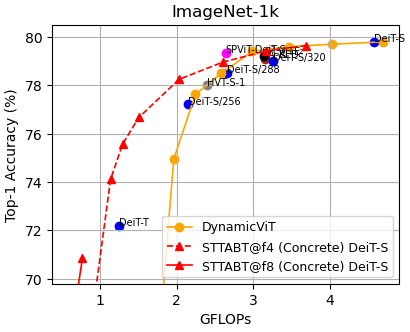 ImageNet-1k
80
78
76
74
72
70
Top-1 Accuracy (%)
DeiT-S
SPViT-DeiT-S
DeiT-S/320
DeiT-S/288
HVT-S-1
DeiT-S/256
DeiT-T
DynamicViT
STTABT@f4 (Concrete) DeiT-S
STTABT@f8 (Concrete) DeiT-S
1 2 3 4
GFLOPs